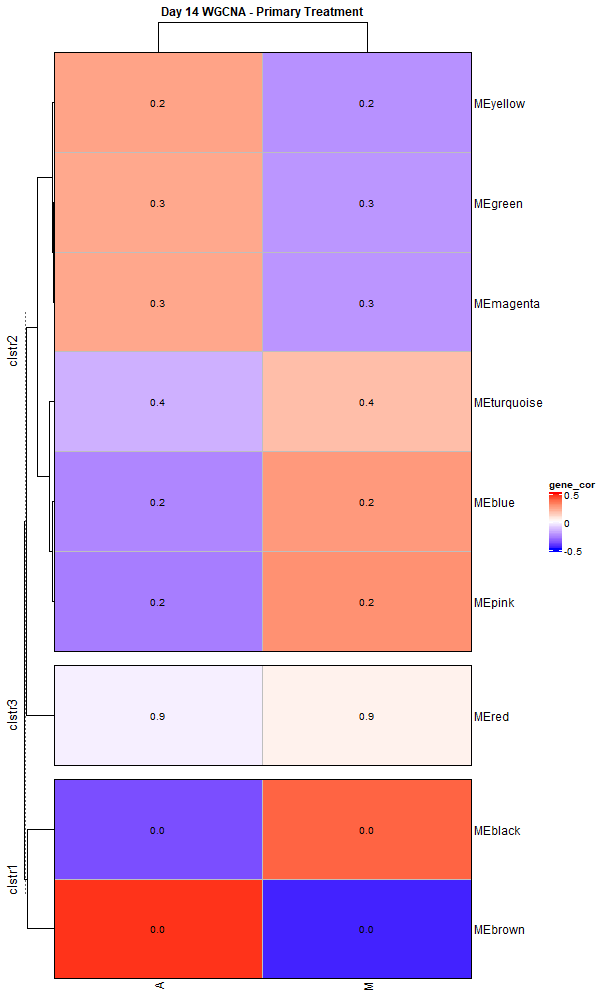 Day 14 WGCNA - Primary Treatment
0.2 0.2 MEyellow
0.3 0.3 MEgreen
0.3 0.3 MEmagenta
clstr2
0.4 0.4 MEturquoise
0.2 0.2 MEblue
gene_cor
0.5
0
-0.5
0.2 0.2 MEpink
clstr3
0.9 0.9 MEred
0.0 0.0 MEblack
clstr1
0.0 0.0 MEbrown
A M